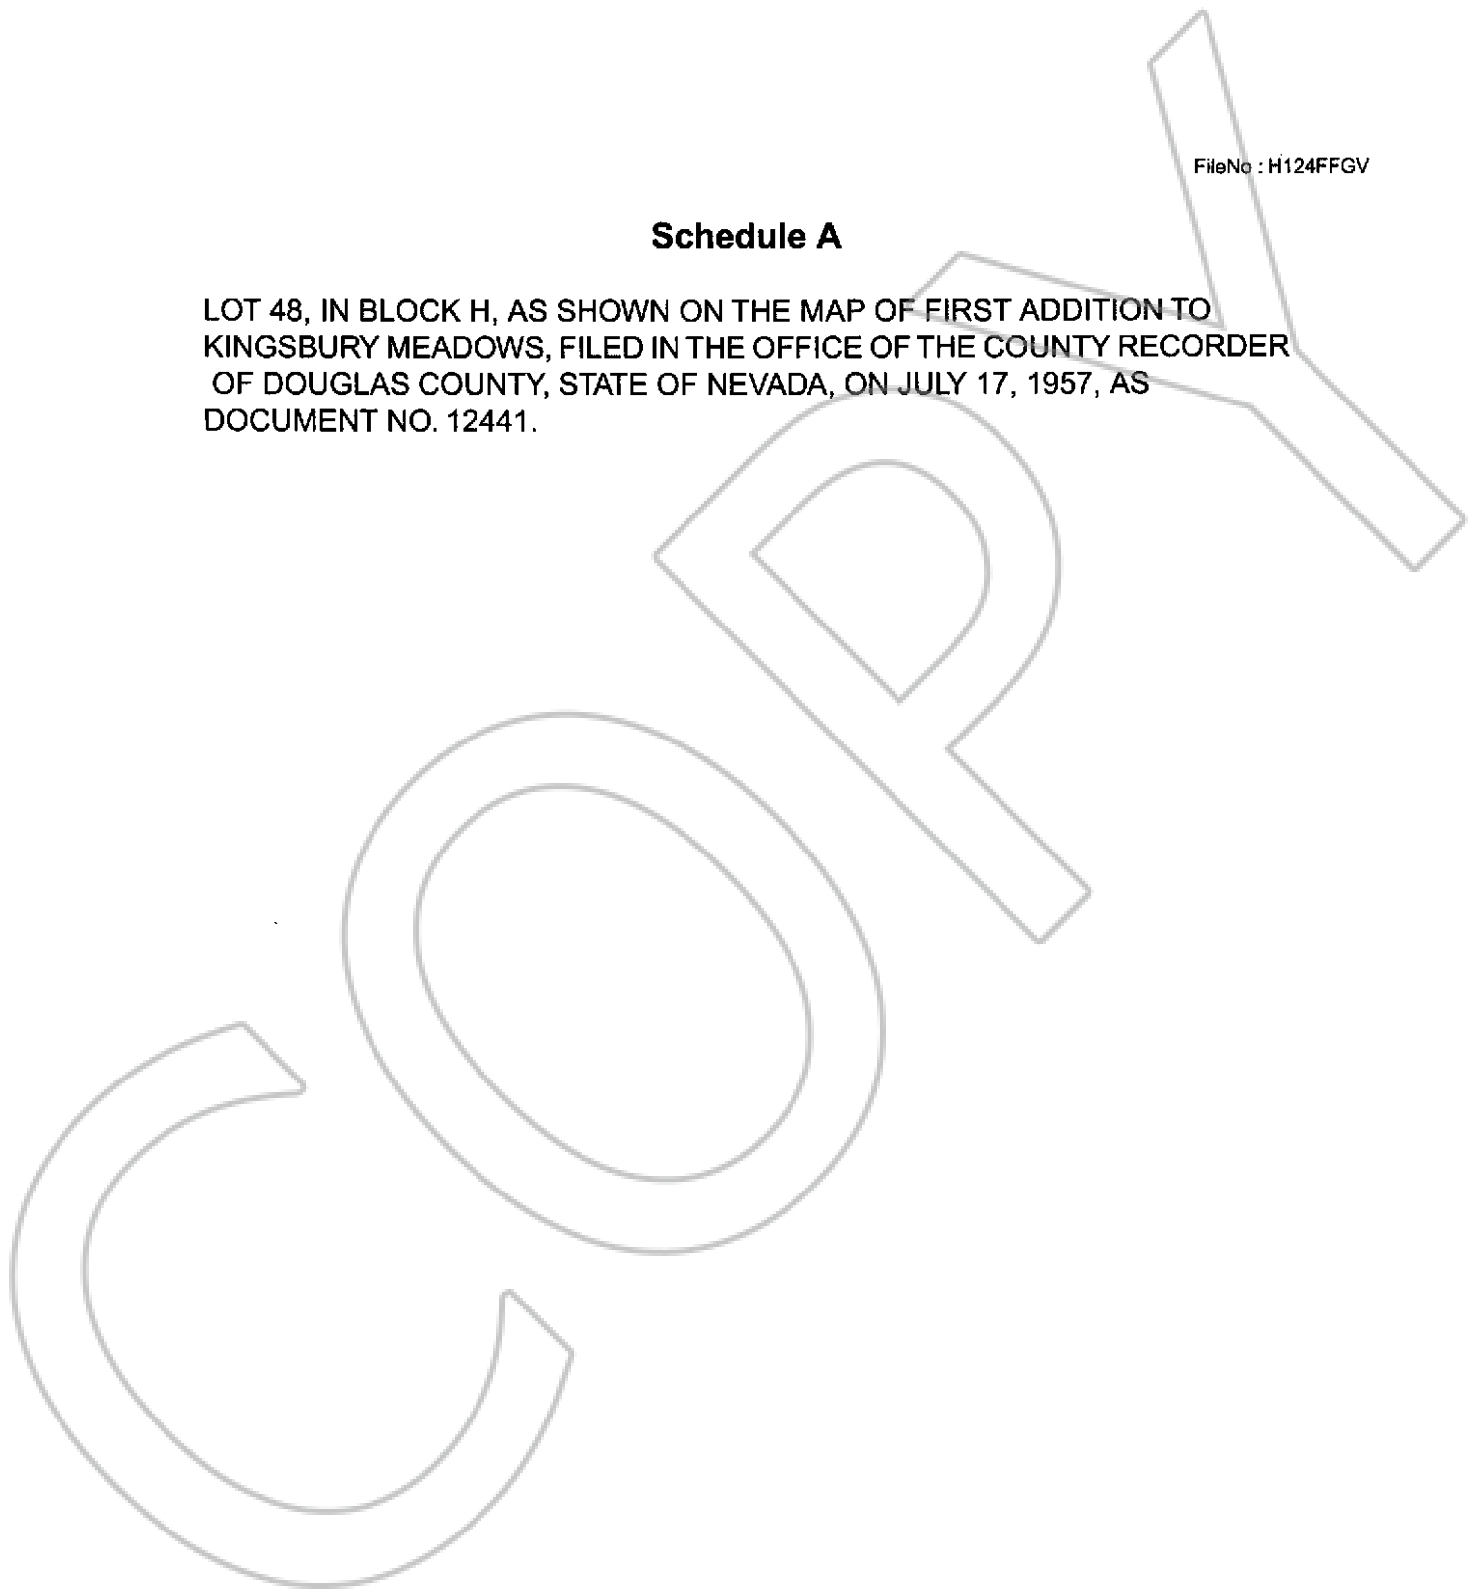 FileNo : H124FFGV
Schedule A
LOT 48, IN BLOCK H, AS SHOWN ON THE MAP OF FIRST ADDITION TO
KINGSBURY MEADOWS, FILED IN THE OFFICE OF THE COUNTY RECORDER
OF DOUGLAS COUNTY, STATE OF NEVADA, ON JULY 17, 1957, AS
DOCUMENT NO. 12441.
COPY